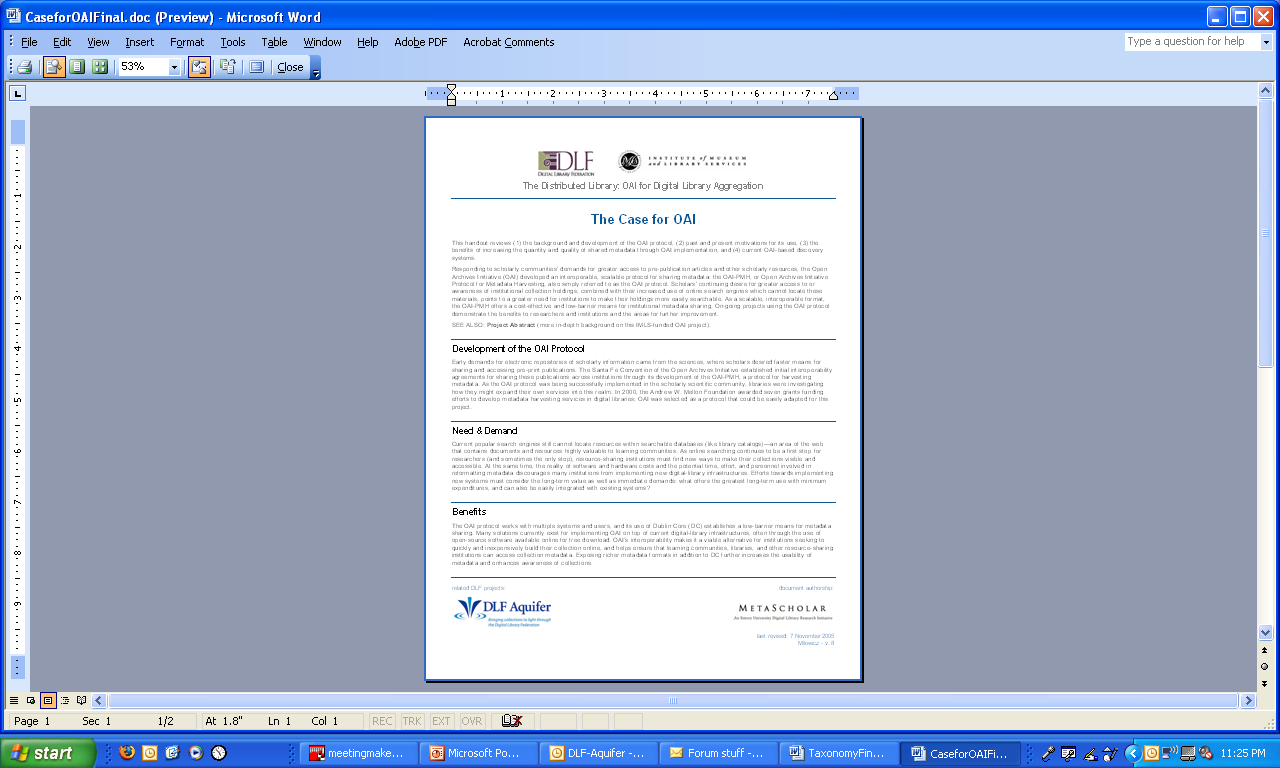 CaseforOAIFinal.doc (Preview) - Microsoft Word
File Edit View Insert Format Tools Table Window Help Adobe PDF Acrobat Comments
Type a question for help
53% Close
1 2 3 4 5 6 7
DLF
DIGITAL LIBRARY FEDERATION
INSTITUTE of MUSEUM
and LIBRARY SERVICES
The Distributed Library: OAI for Digital Library Aggregation
The Case for OAI
This handout reviews (1) the background and development of the OAI protocol, (2) past and present motivations for its use, (3) the
benefits of increasing the quantity and quality of shared metadata through OAI implementation, and (4) current OAI-based discovery
systems.
Responding to scholarly communities' demands for greater access to pre-publication articles and other scholarly resources, the Open
Archives Initiative (OAI) developed an interoperable, scalable protocol for sharing metadata: the OAI-PMH, or Open Archives Initiative
Protocol for Metadata Harvesting, also simply referred to as the OAI protocol. Scholars' continuing desire for greater access to or
awareness of institutional collection holdings, combined with their increased use of online search engines which cannot locate those
materials, points to a greater need for institutions to make their holdings more easily searchable. As a scalable, interoperable format,
the OAI-PMH offers a cost-effective and low-barrier means for institutional metadata sharing. On-going projects using the OAI protocol
demonstrate the benefits to researchers and institutions and the areas for further improvement.
SEE ALSO: Project Abstract (more in-depth background on the IMLS-funded OAI project).
Development of the OAI Protocol
Early demands for electronic repositories of scholarly information came from the sciences, where scholars desired faster means for
sharing and accessing pre-print publications. The Santa Fe Convention of the Open Archives Initiative established initial interoperability
agreements for sharing these publications across institutions through its development of the OAI-PMH, a protocol for harvesting
metadata. As the OAI protocol was being successfully implemented in the scholarly scientific community, libraries were investigating
how they might expand their own services into this realm. In 2000, the Andrew W. Mellon Foundation awarded seven grants funding
efforts to develop metadata harvesting services in digital libraries; OAI was selected as a protocol that could be easily adapted for this
project.
Need & Demand
Current popular search engines still cannot locate resources within searchable databases (like library catalogs)—an area of the web
that contains documents and resources highly valuable to learning communities. As online searching continues to be a first stop for
researchers (and sometimes the only stop), resource-sharing institutions must find new ways to make their collections visible and
accessible. At the same time, the reality of software and hardware costs and the potential time, effort, and personnel involved in
reformatting metadata discourages many institutions from implementing new digital-library infrastructures. Efforts towards implementing
new systems must consider the long-term value as well as immediate demands: what offers the greatest long-term use with minimum
expenditures, and can also be easily integrated with existing systems?
Benefits
The OAI protocol works with multiple systems and users, and its use of Dublin Core (DC) establishes a low-barrier means for metadata
sharing. Many solutions currently exist for implementing OAI on top of current digital-library infrastructures, often through the use of
open-source software available online for free download. OAI's interoperability makes it a viable alternative for institutions seeking to
quickly and inexpensively build their collection online, and helps ensure that learning communities, libraries, and other resource-sharing
institutions can access collection metadata. Exposing richer metadata formats in addition to DC further increases the usability of
metadata and enhances awareness of collections.
related DLF projects: document authorship:
DLF Aquifer
Bringing collections to light through
the Digital Library Federation
METASCHOLAR
An Emory University Digital Library Research Initiative
last revised: 7 November 2005
Milewicz - v. 8
Page 1 Sec 1 1/2 At 1.8" Ln 1 Col 1 REC TRK EXT OVR
start meetingmake... Microsoft Po... DLF-Aquifer -... Forum stuff -... TaxonomyFin... CaseforOAIFi... 11:25 PM